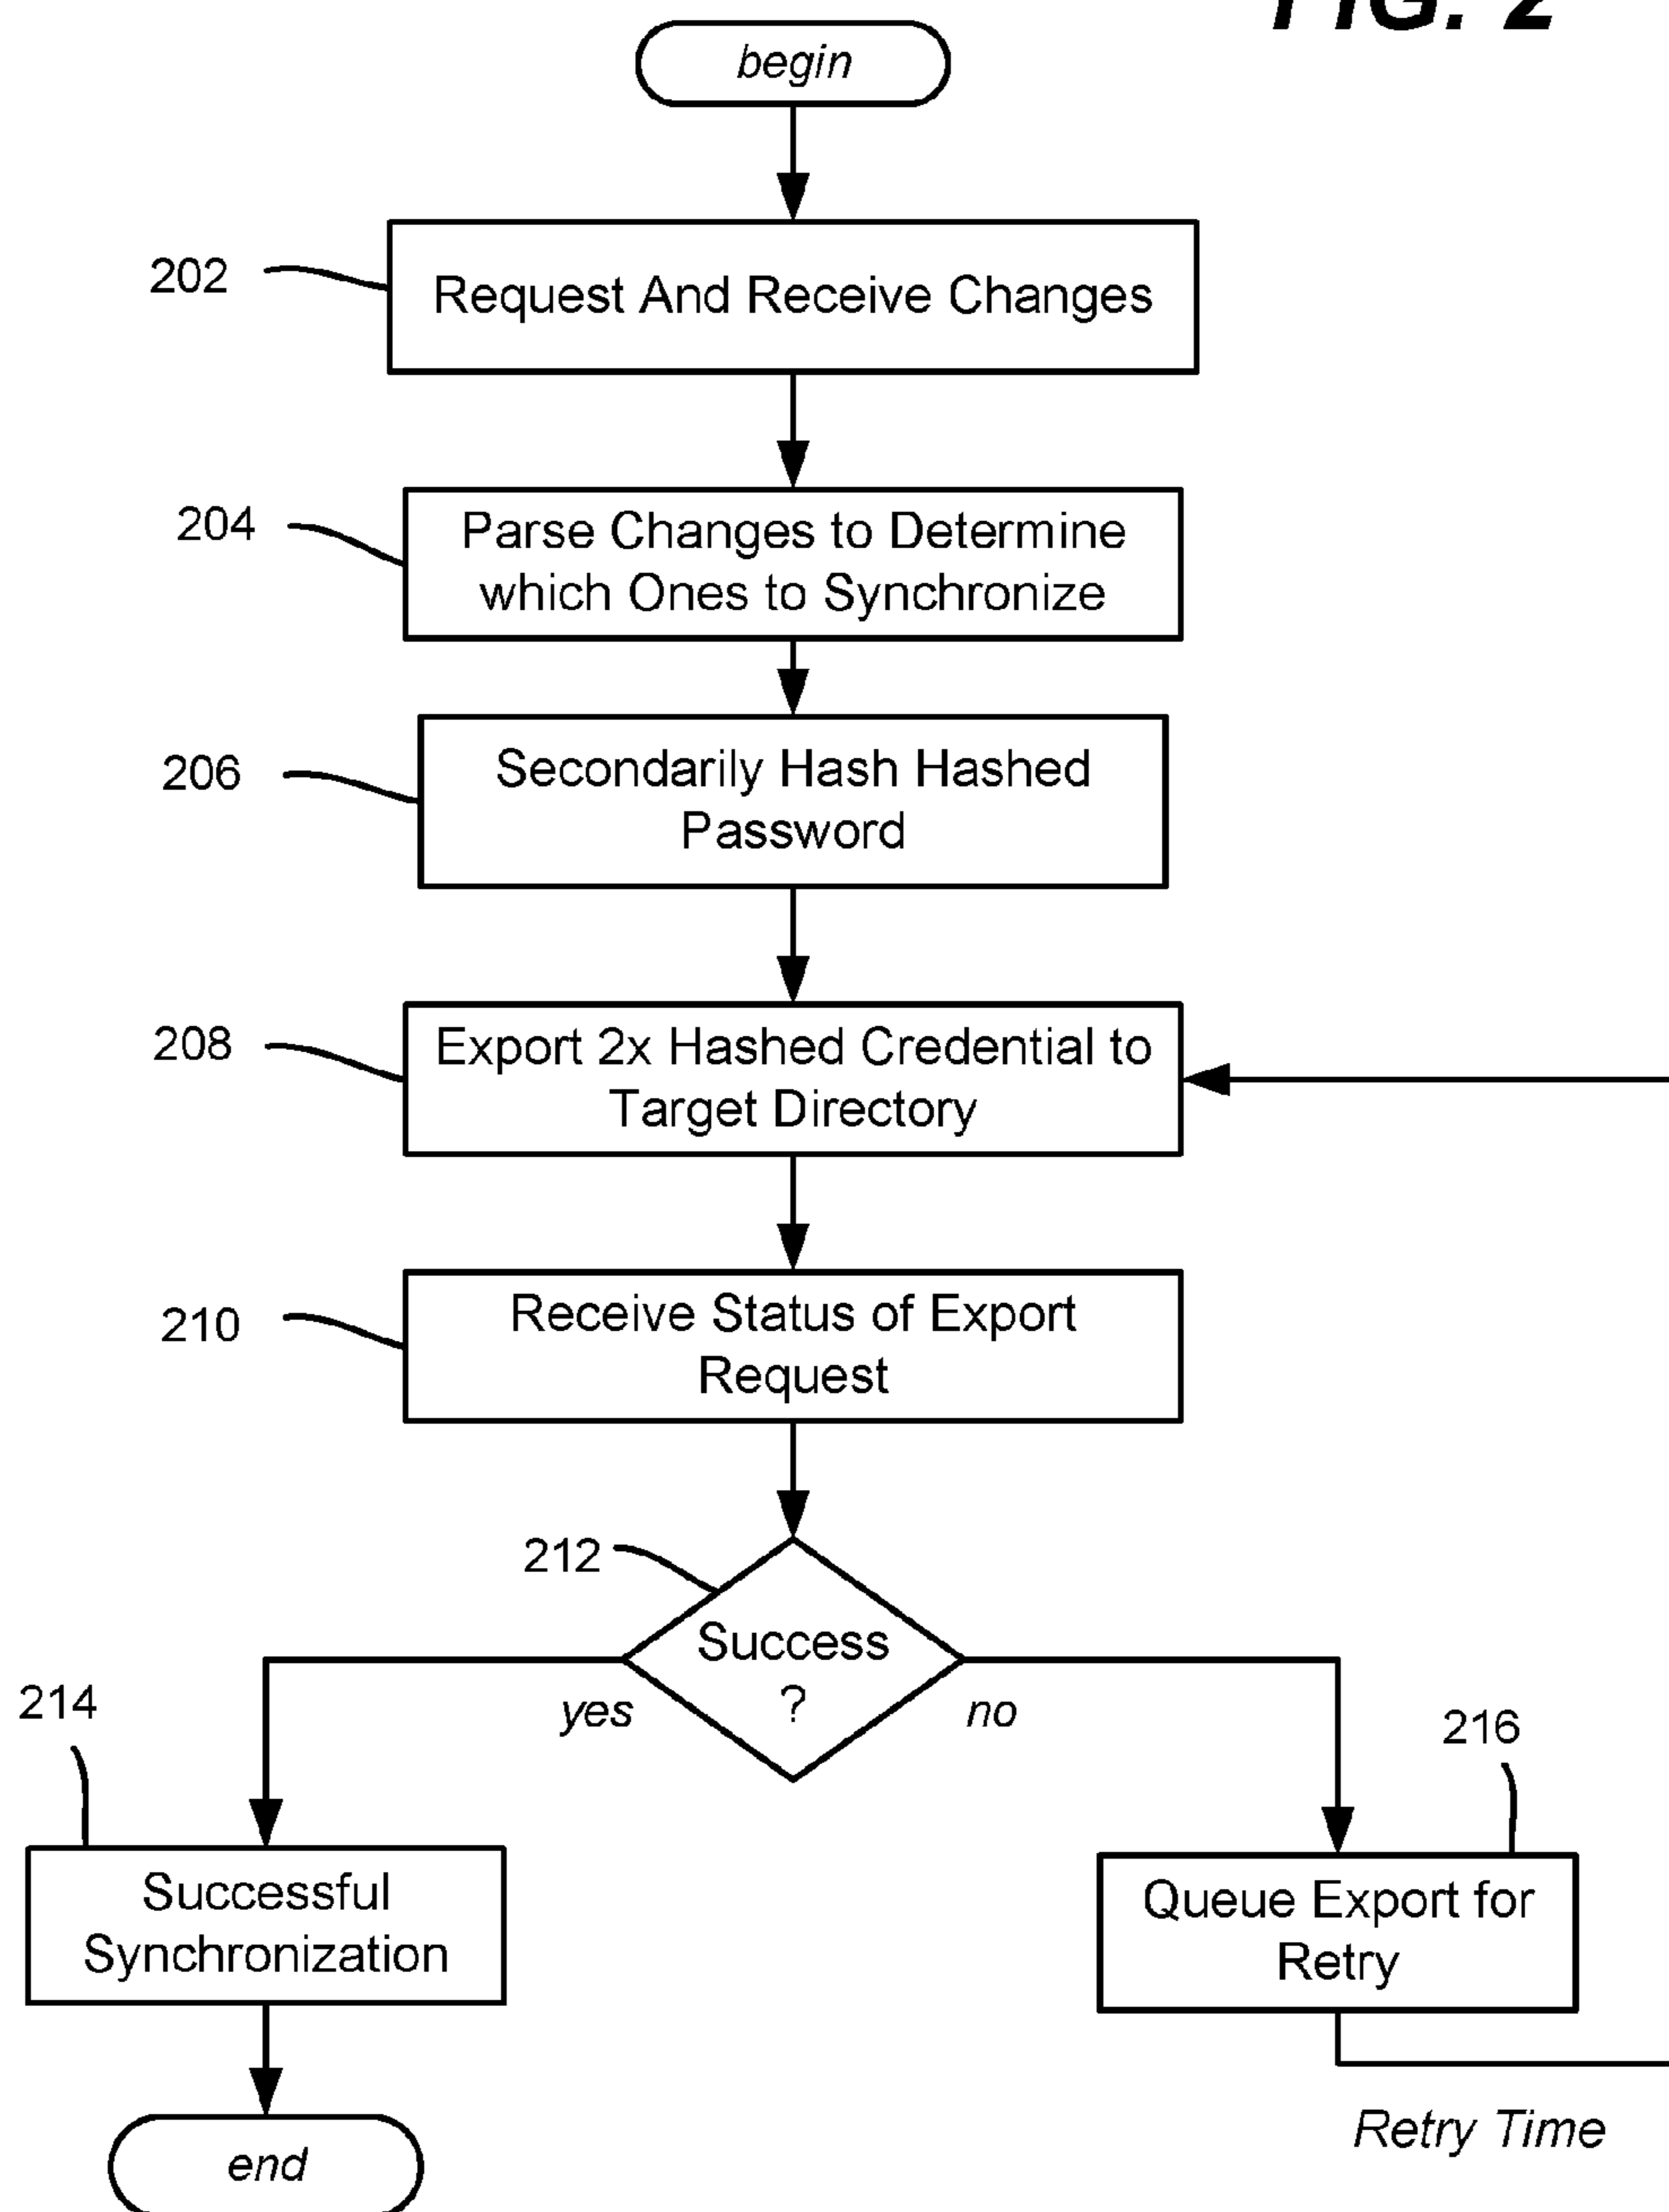 FIG. 2
begin
202
Request And Receive Changes
204
Parse Changes to Determine
which Ones to Synchronize
206
Secondarily Hash Hashed
Password
208
Export 2x Hashed Credential to
Target Directory
210
Receive Status of Export
Request
212
Success
?
yes
no
214
216
Successful
Synchronization
Queue Export for
Retry
Retry Time
end